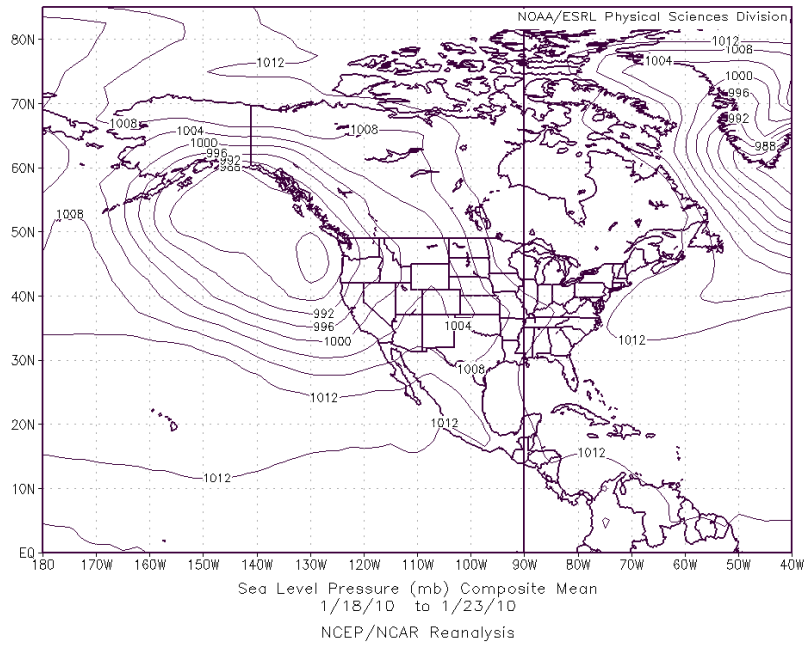 NOAA/ESRL Physical Sciences Division
80N
1012
1008
1012
1004
1000
996
70N
992
1008
1004
1008
1000
988
996
992
60N
988
1008
50N
40N
992
996
1004
1000
1012
30N
1008
1012
1012
20N
1012
1012
10N
EQ
180
170W
160W
150W
140W
130W
120W
110W
100W
90W
80W
70W
60W
50W
40W
Sea Level Pressure (mb) Composite Mean
1/18/10 to 1/23/10
NCEP/NCAR Reanalysis